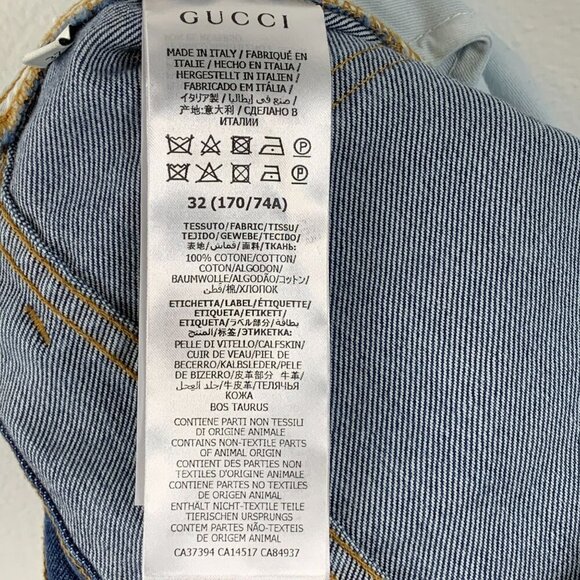 GUCCI
MADE IN ITALY / FABRIQUÉ EN
ITALIE / HECHO EN ITALIA /
HERGESTELLT IN ITALIEN /
FABRICADO EM ITÁLIA /
イタリア製 / صنع في إيطاليا /
产地:意大利 / СДЕЛАНО В
ИТАЛИИ
P
P
32 (170/74A)
TESSUTO/FABRIC/TISSU/
TEJIDO/GEWEBE/TECIDO/
表地/قماش/面料/ТКАНЬ:
100% COTONE/COTTON/
COTON/ALGODON/
BAUMWOLLE/ALGODÃO/コットン/
قطن/棉/ХЛОПОК
ETICHETTA/LABEL/ÉTIQUETTE/
ETIQUETA/ETIKETT/
ETIQUETA/ラベル部分/بطاقة
المنتج/标签/ЭТИКЕТКА:
PELLE DI VITELLO/CALFSKIN/
CUIR DE VEAU/PIEL DE
BECERRO/KALBSLEDER/PELE
DE BIZERRO/皮革部分 牛革/
جلد العجل/牛皮革/ТЕЛЯЧЬЯ
КОЖА
BOS TAURUS
CONTIENE PARTI NON TESSILI
DI ORIGINE ANIMALE
CONTAINS NON-TEXTILE PARTS
OF ANIMAL ORIGIN
CONTIENT DES PARTIES NON
TEXTILES D'ORIGINE ANIMALE
CONTIENE PARTES NO TEXTILES
DE ORIGEN ANIMAL
ENTHÄLT NICHT-TEXTILE TEILE
TIERISCHEN URSPRUNGS
CONTEM PARTES NÃO TEXTEIS
DE ORIGEM ANIMAL
CA37394 CA14517 CA84937